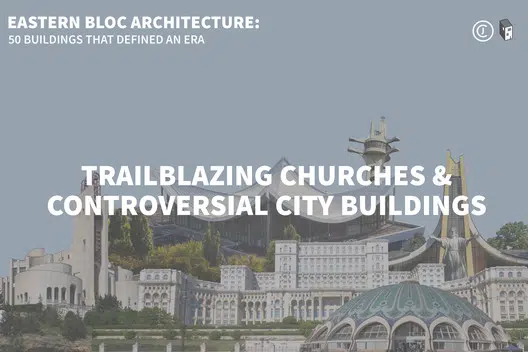 EASTERN BLOC ARCHITECTURE:
50 BUILDINGS THAT DEFINED AN ERA
TRAILBLAZING CHURCHES &
CONTROVERSIAL CITY BUILDINGS